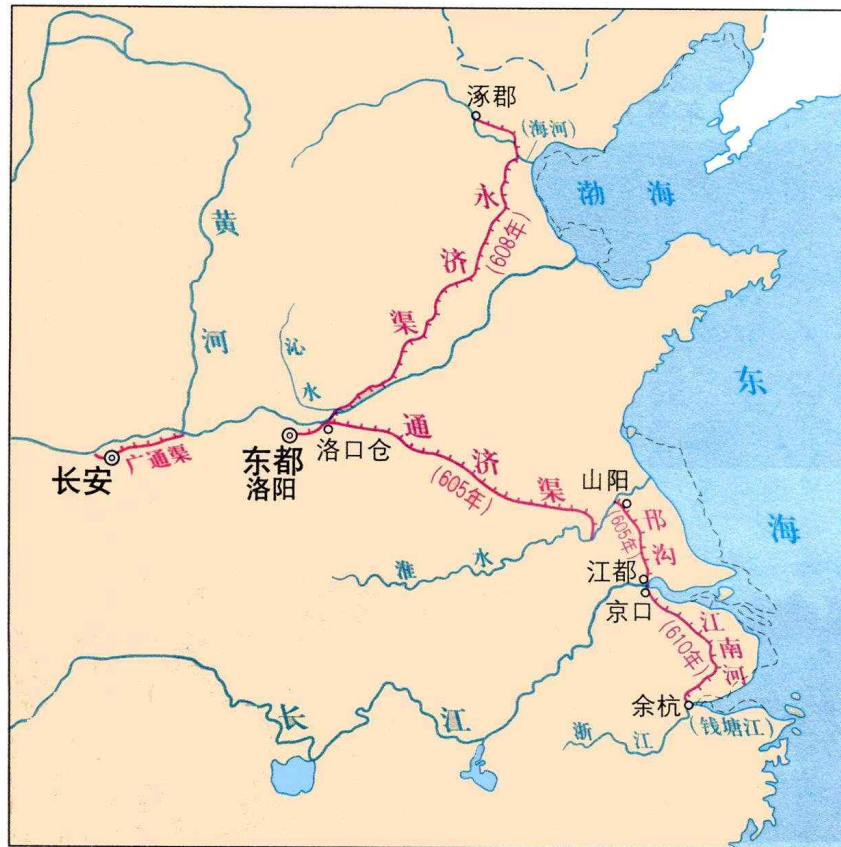 涿郡
(海河)
渤海
永济渠
(608年)
黄河
沁水
东海
长安
广通渠
东都
洛阳
洛口仓
通济渠
(605年)
山阳
邗沟
(605年)
淮水
江都
京口
江南河
(610年)
余杭
(钱塘江)
浙江
长江